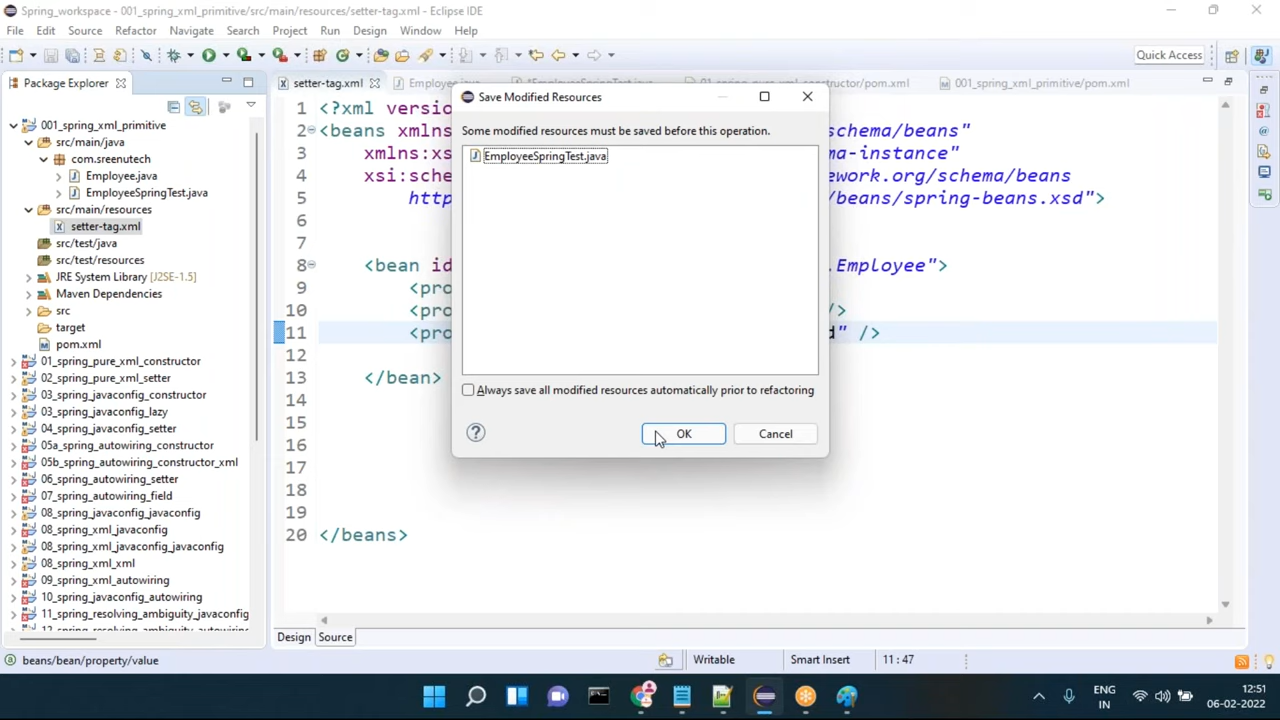 Spring_workspace - 001_spring_xml_primitive/src/main/resources/setter-tag.xml - Eclipse IDE
File Edit Source Refactor Navigate Search Project Run Design Window Help
Quick Access
Package Explorer
setter-tag.xml
Employee.java
*EmployeeSpringTest.java
01_spring_pure_xml_constructor/pom.xml
001_spring_xml_primitive/pom.xml
001_spring_xml_primitive
src/main/java
com.sreenutech
Employee.java
EmployeeSpringTest.java
src/main/resources
setter-tag.xml
src/test/java
src/test/resources
JRE System Library [J2SE-1.5]
Maven Dependencies
src
target
pom.xml
01_spring_pure_xml_constructor
02_spring_pure_xml_setter
03_spring_javaconfig_constructor
03_spring_javaconfig_lazy
04_spring_javaconfig_setter
05a_spring_autowiring_constructor
05b_spring_autowiring_constructor_xml
06_spring_autowiring_setter
07_spring_autowiring_field
08_spring_javaconfig_javaconfig
08_spring_xml_javaconfig
08_spring_xml_javaconfig_javaconfig
08_spring_xml_xml
09_spring_xml_autowiring
10_spring_javaconfig_autowiring
11_spring_resolving_ambiguity_javaconfig
12_spring_resolving_ambiguity_autowiring
1 <?xml versio
2 <beans xmlns schema/beans"
3 xmlns:xs ma-instance"
4 xsi:sche ework.org/schema/beans
5 http /beans/spring-beans.xsd">
6
7
8 <bean id .Employee">
9 <pro
10 <pro />
11 <pro d" />
12
13 </bean>
14
15
16
17
18
19
20 </beans>
Save Modified Resources
Some modified resources must be saved before this operation.
EmployeeSpringTest.java
Always save all modified resources automatically prior to refactoring
OK
Cancel
Design Source
beans/bean/property/value
Writable
Smart Insert
11 : 47
ENG
IN
12:51
06-02-2022